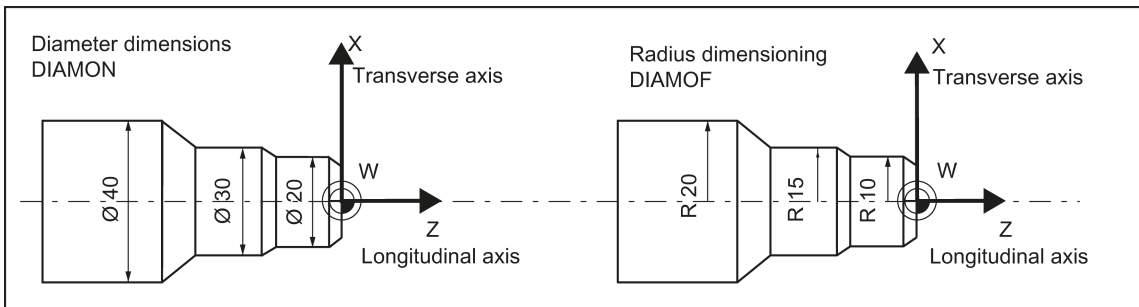 Diameter dimensions
DIAMON
X
Transverse axis
Ø 40
Ø 30
Ø 20
W
Z
Longitudinal axis
Radius dimensioning
DIAMOF
X
Transverse axis
R 20
R 15
R 10
W
Z
Longitudinal axis